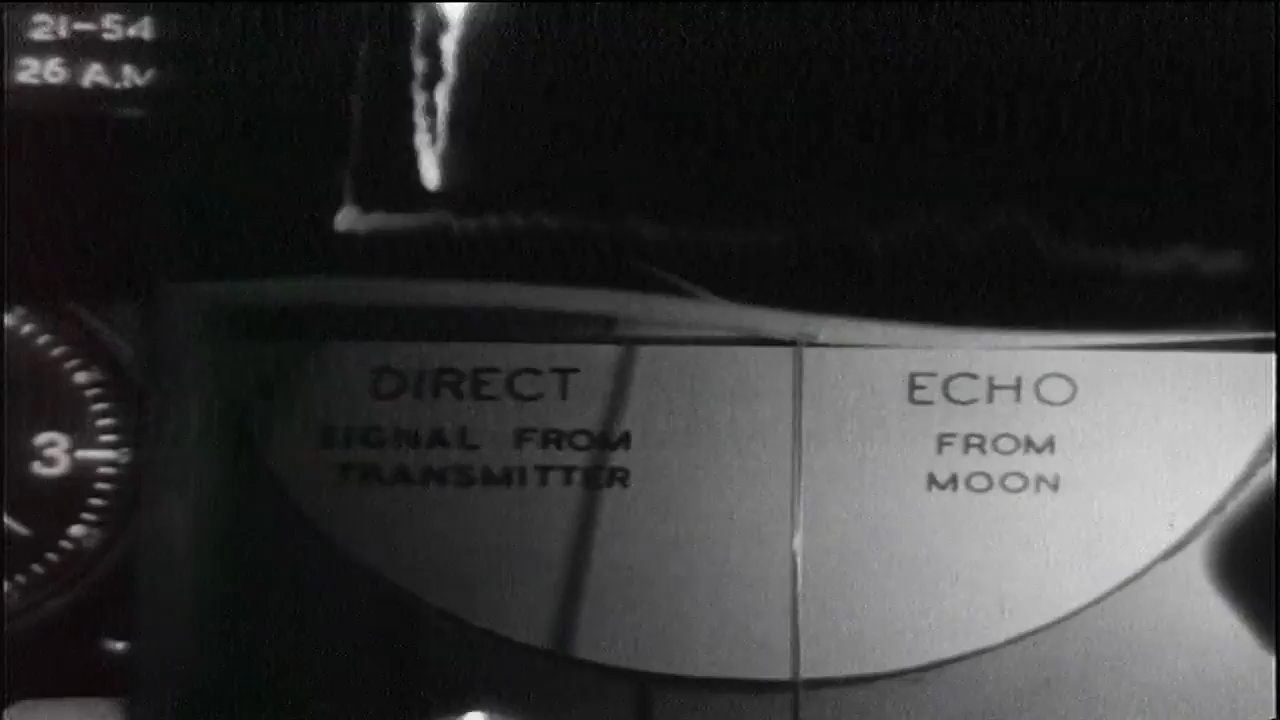 21-54
26 A.M
3
DIRECT
SIGNAL FROM
TRANSMITTER
ECHO
FROM
MOON